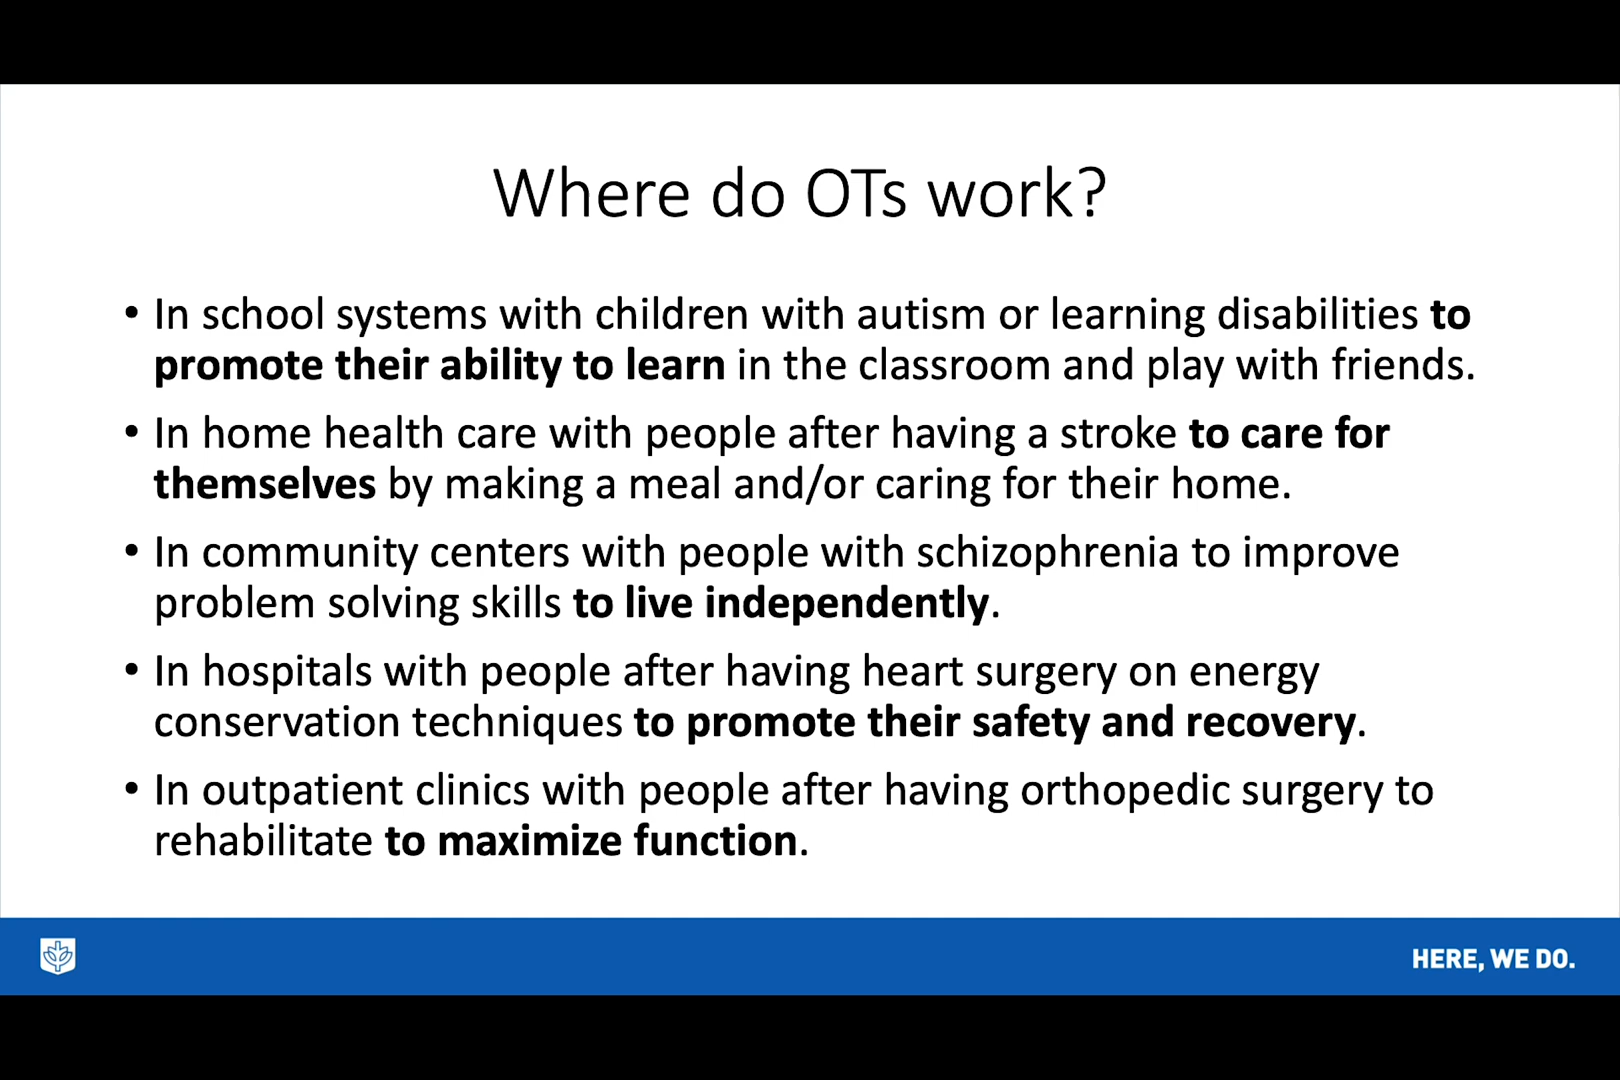 Where do OTs work?
• In school systems with children with autism or learning disabilities to
promote their ability to learn in the classroom and play with friends.
• In home health care with people after having a stroke to care for
themselves by making a meal and/or caring for their home.
• In community centers with people with schizophrenia to improve
problem solving skills to live independently.
• In hospitals with people after having heart surgery on energy
conservation techniques to promote their safety and recovery.
• In outpatient clinics with people after having orthopedic surgery to
rehabilitate to maximize function.
HERE, WE DO.